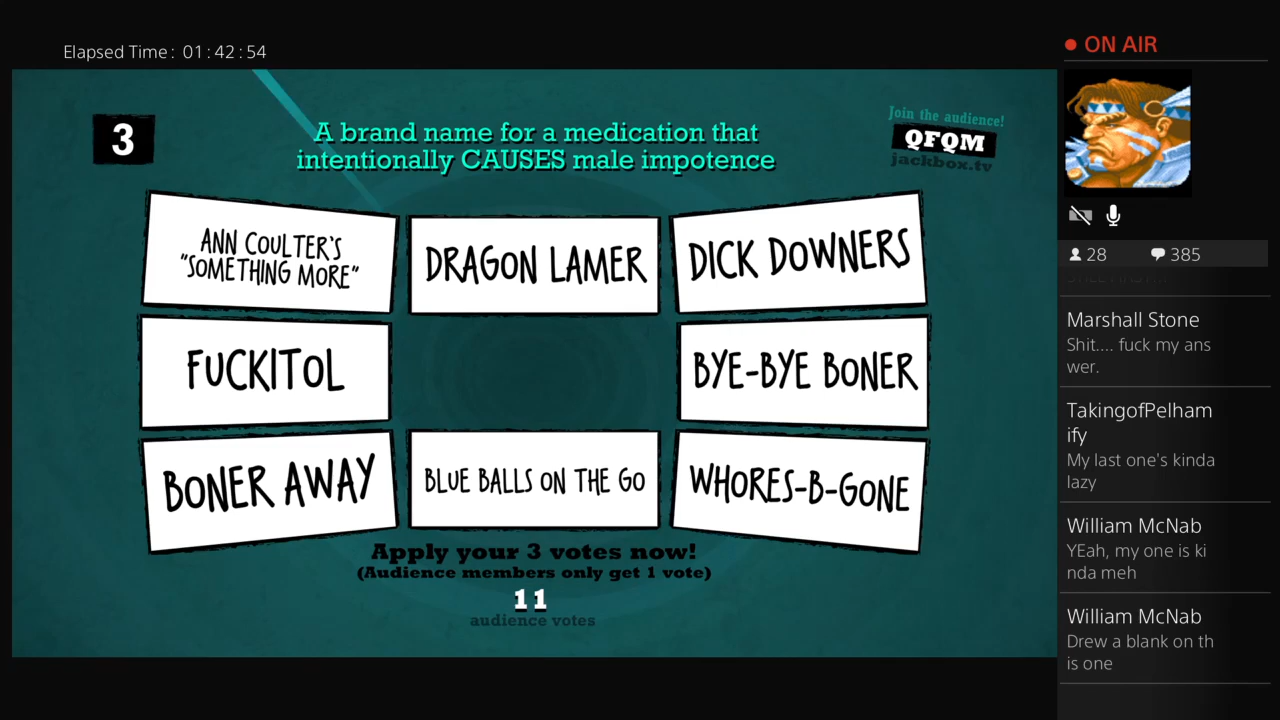 Elapsed Time: 01:42:54
ON AIR
3
A brand name for a medication that
intentionally CAUSES male impotence
Join the audience!
QFQM
jackbox.tv
ANN COULTER'S
"SOMETHING MORE"
DRAGON LAMER
DICK DOWNERS
FUCKITOL
BYE-BYE BONER
BONER AWAY
BLUE BALLS ON THE GO
WHORES-B-GONE
Apply your 3 votes now!
(Audience members only get 1 vote)
11
audience votes
28
385
Marshall Stone
Shit.... fuck my ans
wer.
TakingofPelham
ify
My last one's kinda
lazy
William McNab
YEah, my one is ki
nda meh
William McNab
Drew a blank on th
is one